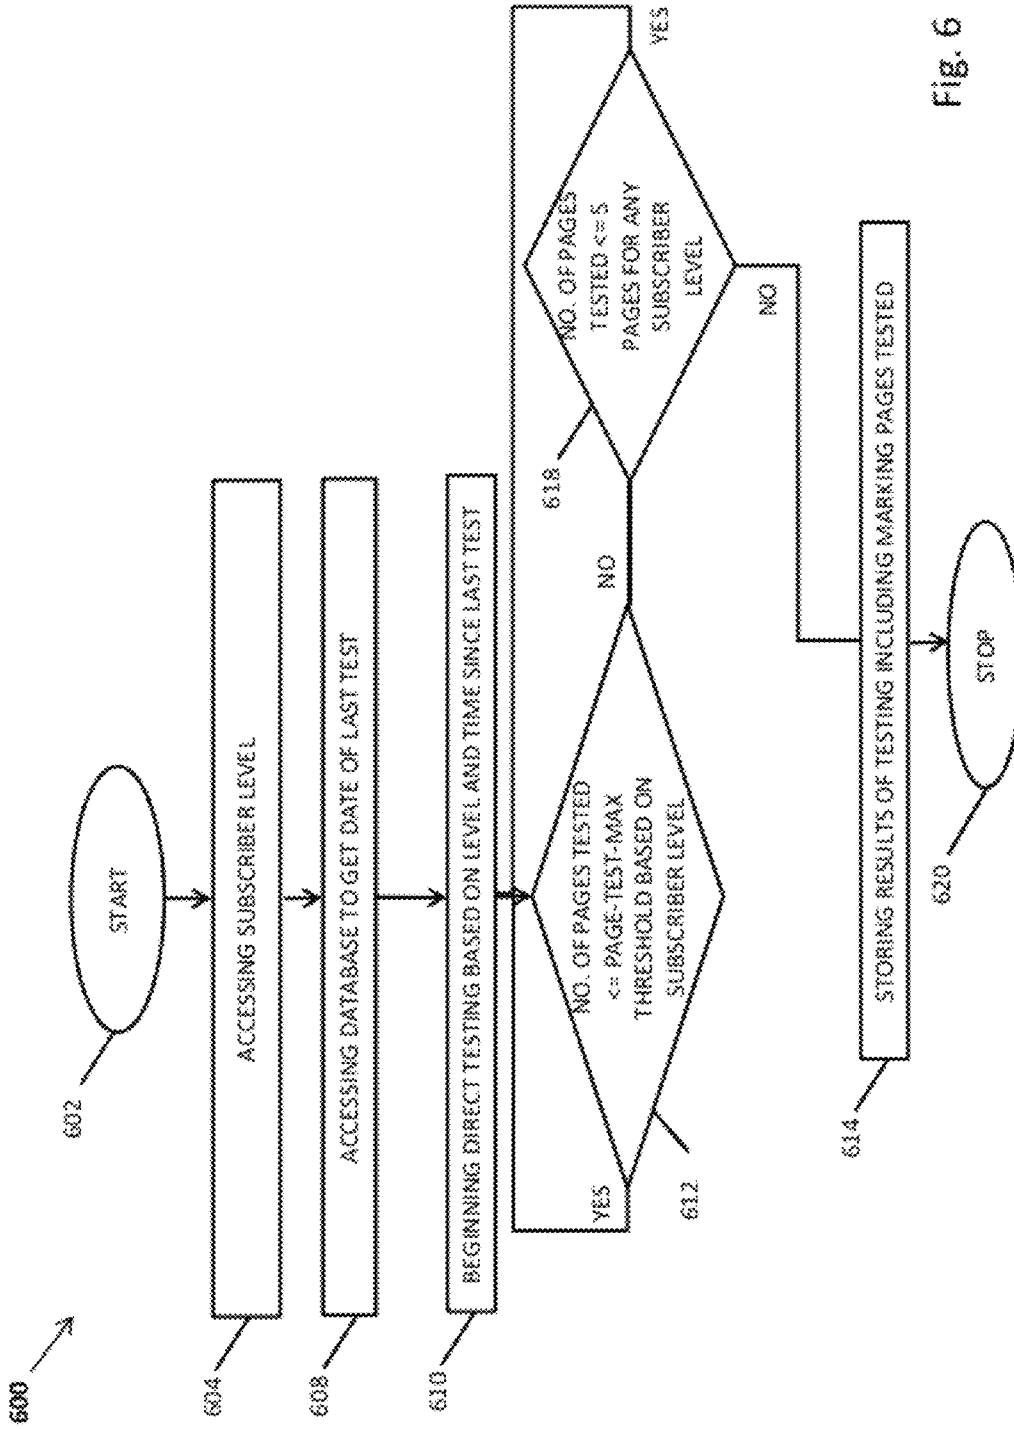 600
START
602
ACCESSING SUBSCRIBER LEVEL
604
ACCESSING DATABASE TO GET DATE OF LAST TEST
608
BEGINNING DIRECT TESTING BASED ON LEVEL AND TIME SINCE LAST TEST
610
YES
NO. OF PAGES TESTED
<= PAGE-TEST-MAX
THRESHOLD BASED ON
SUBSCRIBER LEVEL
612
NO
NO. OF PAGES
TESTED <= 5
PAGES FOR ANY
SUBSCRIBER
LEVEL
618
YES
NO
STORING RESULTS OF TESTING INCLUDING MARKING PAGES TESTED
614
STOP
620
Fig. 6